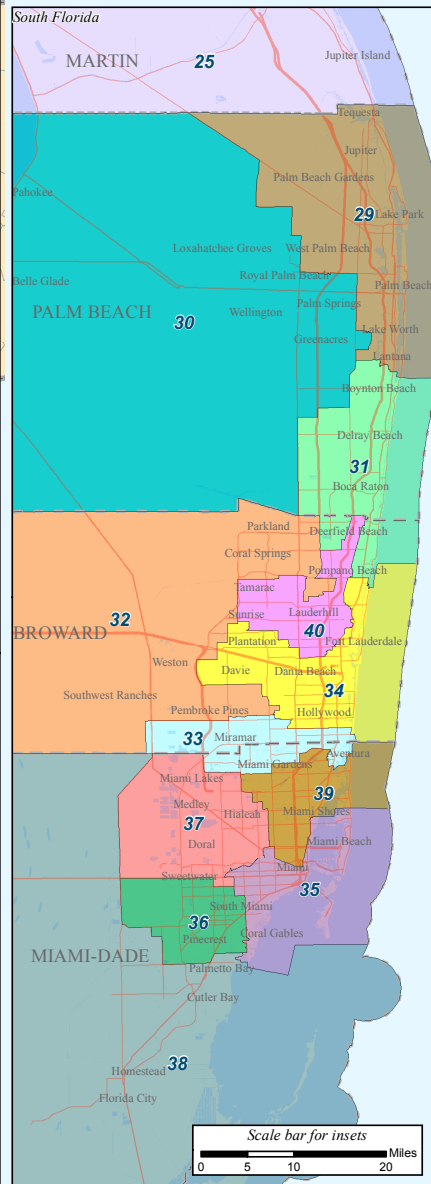 South Florida
MARTIN
25
Jupiter Island
Tequesta
Jupiter
Palm Beach Gardens
Pahokee
29
Lake Park
Loxahatchee Groves
West Palm Beach
Royal Palm Beach
Belle Glade
Palm Beach
Palm Springs
PALM BEACH
Wellington
30
Lake Worth
Greenacres
Lantana
Boynton Beach
Delray Beach
31
Boca Raton
Parkland
Deerfield Beach
Coral Springs
Pompano Beach
Tamarac
32
Sunrise
Lauderhill
BROWARD
40
Plantation
Fort Lauderdale
Weston
Davie
Dania Beach
34
Southwest Ranches
Pembroke Pines
Hollywood
33
Miramar
Aventura
Miami Gardens
Miami Lakes
39
Medley
Hialeah
Miami Shores
37
Doral
Miami Beach
Sweetwater
Miami
35
South Miami
36
Coral Gables
Pinecrest
MIAMI-DADE
Palmetto Bay
Cutler Bay
38
Homestead
Florida City
Scale bar for insets
Miles
0 5 10 20